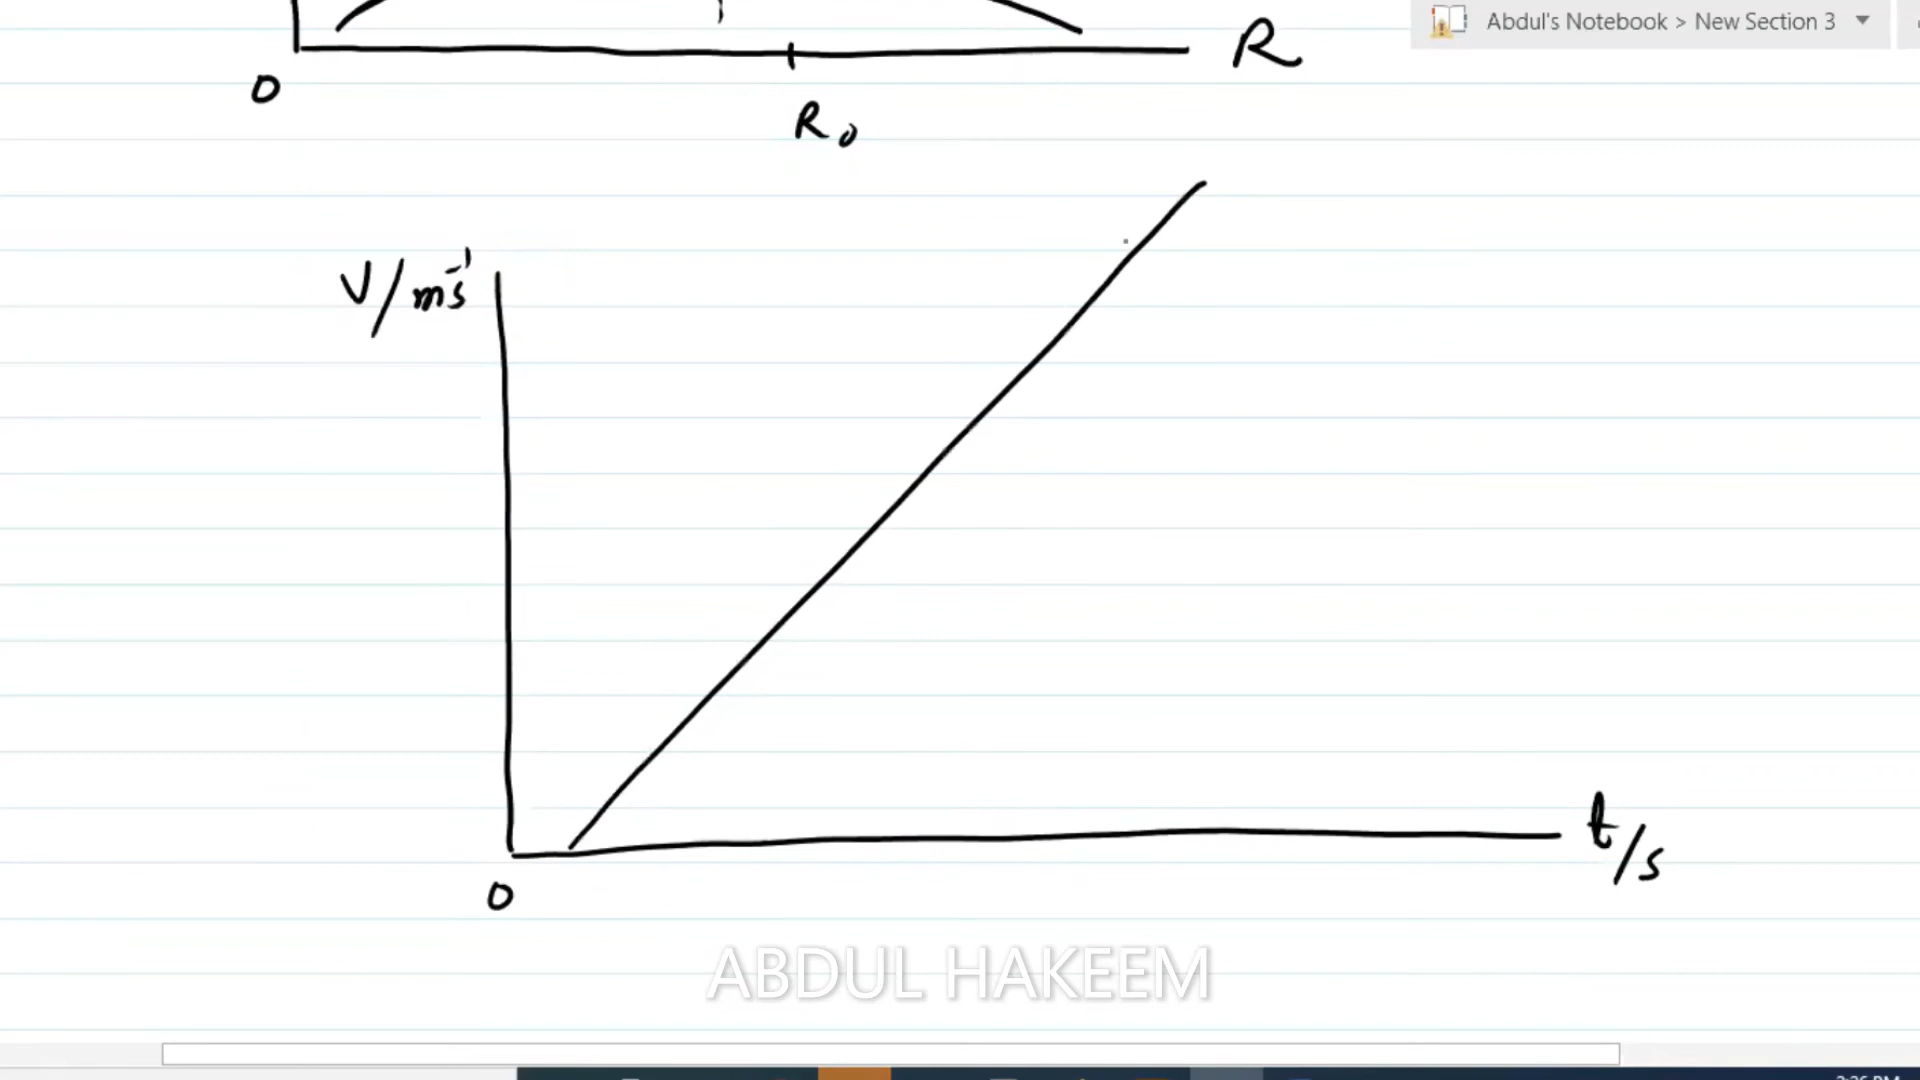 Abdul's Notebook > New Section 3
R
0
R₀
V/ms⁻¹
t/s
0
ABDUL HAKEEM